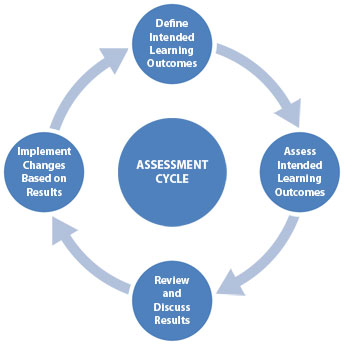 Define
Intended
Learning
Outcomes
Assess
Intended
Learning
Outcomes
Review
and
Discuss
Results
Implement
Changes
Based on
Results
ASSESSMENT
CYCLE